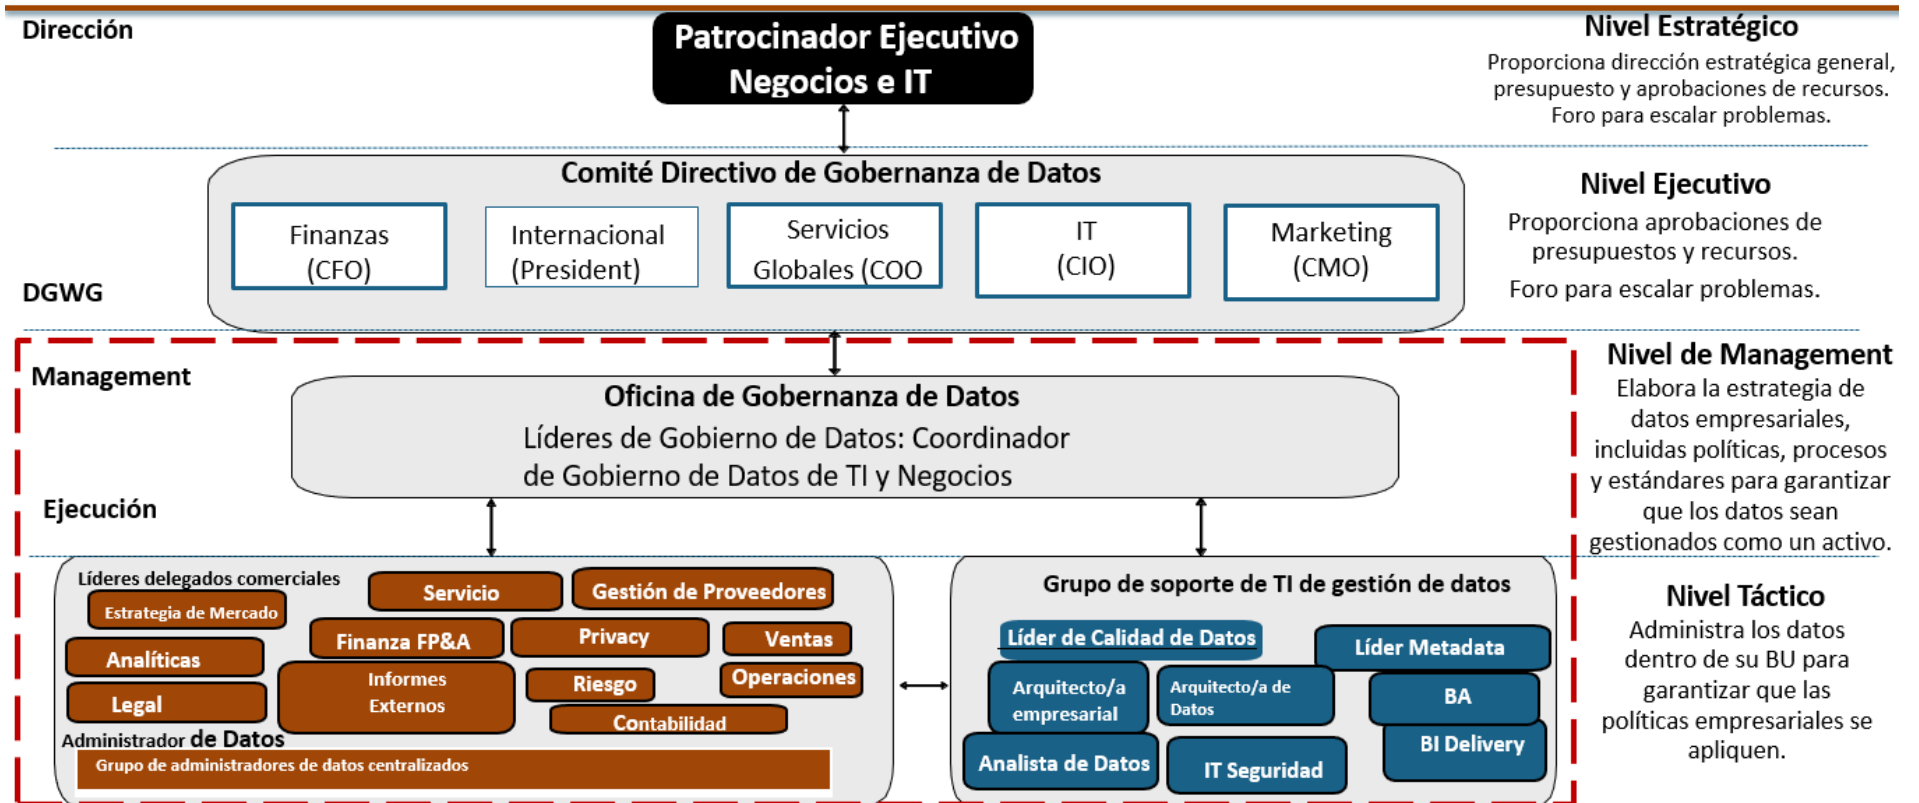 Dirección
Patrocinador Ejecutivo
Negocios e IT
Nivel Estratégico
Proporciona dirección estratégica general,
presupuesto y aprobaciones de recursos.
Foro para escalar problemas.
Comité Directivo de Gobernanza de Datos
Finanzas
(CFO)
Internacional
(President)
Servicios
Globales (COO
IT
(CIO)
Marketing
(CMO)
DGWG
Nivel Ejecutivo
Proporciona aprobaciones de
presupuestos y recursos.
Foro para escalar problemas.
Management
Oficina de Gobernanza de Datos
Líderes de Gobierno de Datos: Coordinador
de Gobierno de Datos de TI y Negocios
Nivel de Management
Elabora la estrategia de
datos empresariales,
incluidas políticas, procesos
y estándares para garantizar
que los datos sean
gestionados como un activo.
Ejecución
Líderes delegados comerciales
Estrategia de Mercado
Servicio
Gestión de Proveedores
Finanza FP&A
Privacy
Ventas
Analíticas
Informes
Externos
Riesgo
Operaciones
Legal
Contabilidad
Administrador de Datos
Grupo de administradores de datos centralizados
Grupo de soporte de TI de gestión de datos
Líder de Calidad de Datos
Líder Metadata
Arquitecto/a
empresarial
Arquitecto/a de
Datos
BA
BI Delivery
Analista de Datos
IT Seguridad
Nivel Táctico
Administra los datos
dentro de su BU para
garantizar que las
políticas empresariales se
apliquen.